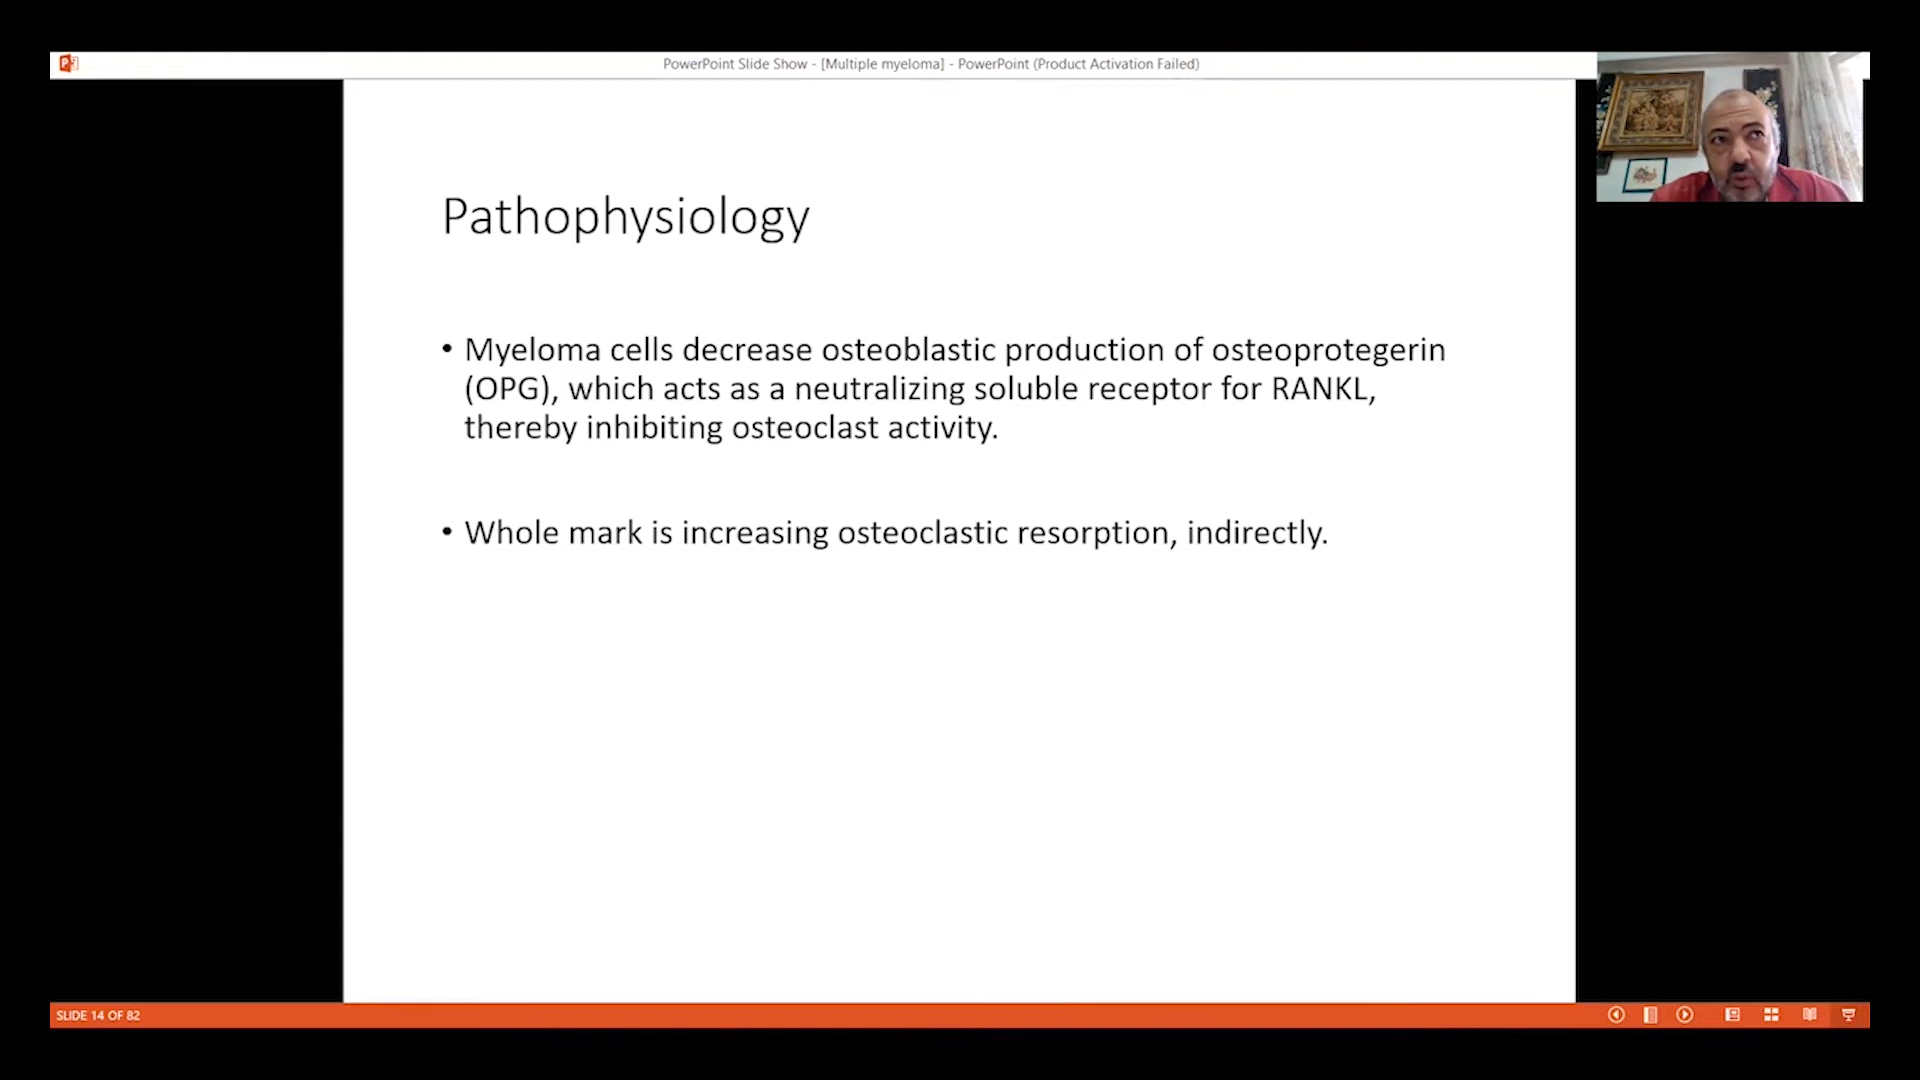 PowerPoint Slide Show - [Multiple myeloma] - PowerPoint (Product Activation Failed)
Pathophysiology
• Myeloma cells decrease osteoblastic production of osteoprotegerin
(OPG), which acts as a neutralizing soluble receptor for RANKL,
thereby inhibiting osteoclast activity.
• Whole mark is increasing osteoclastic resorption, indirectly.
SLIDE 14 OF 82